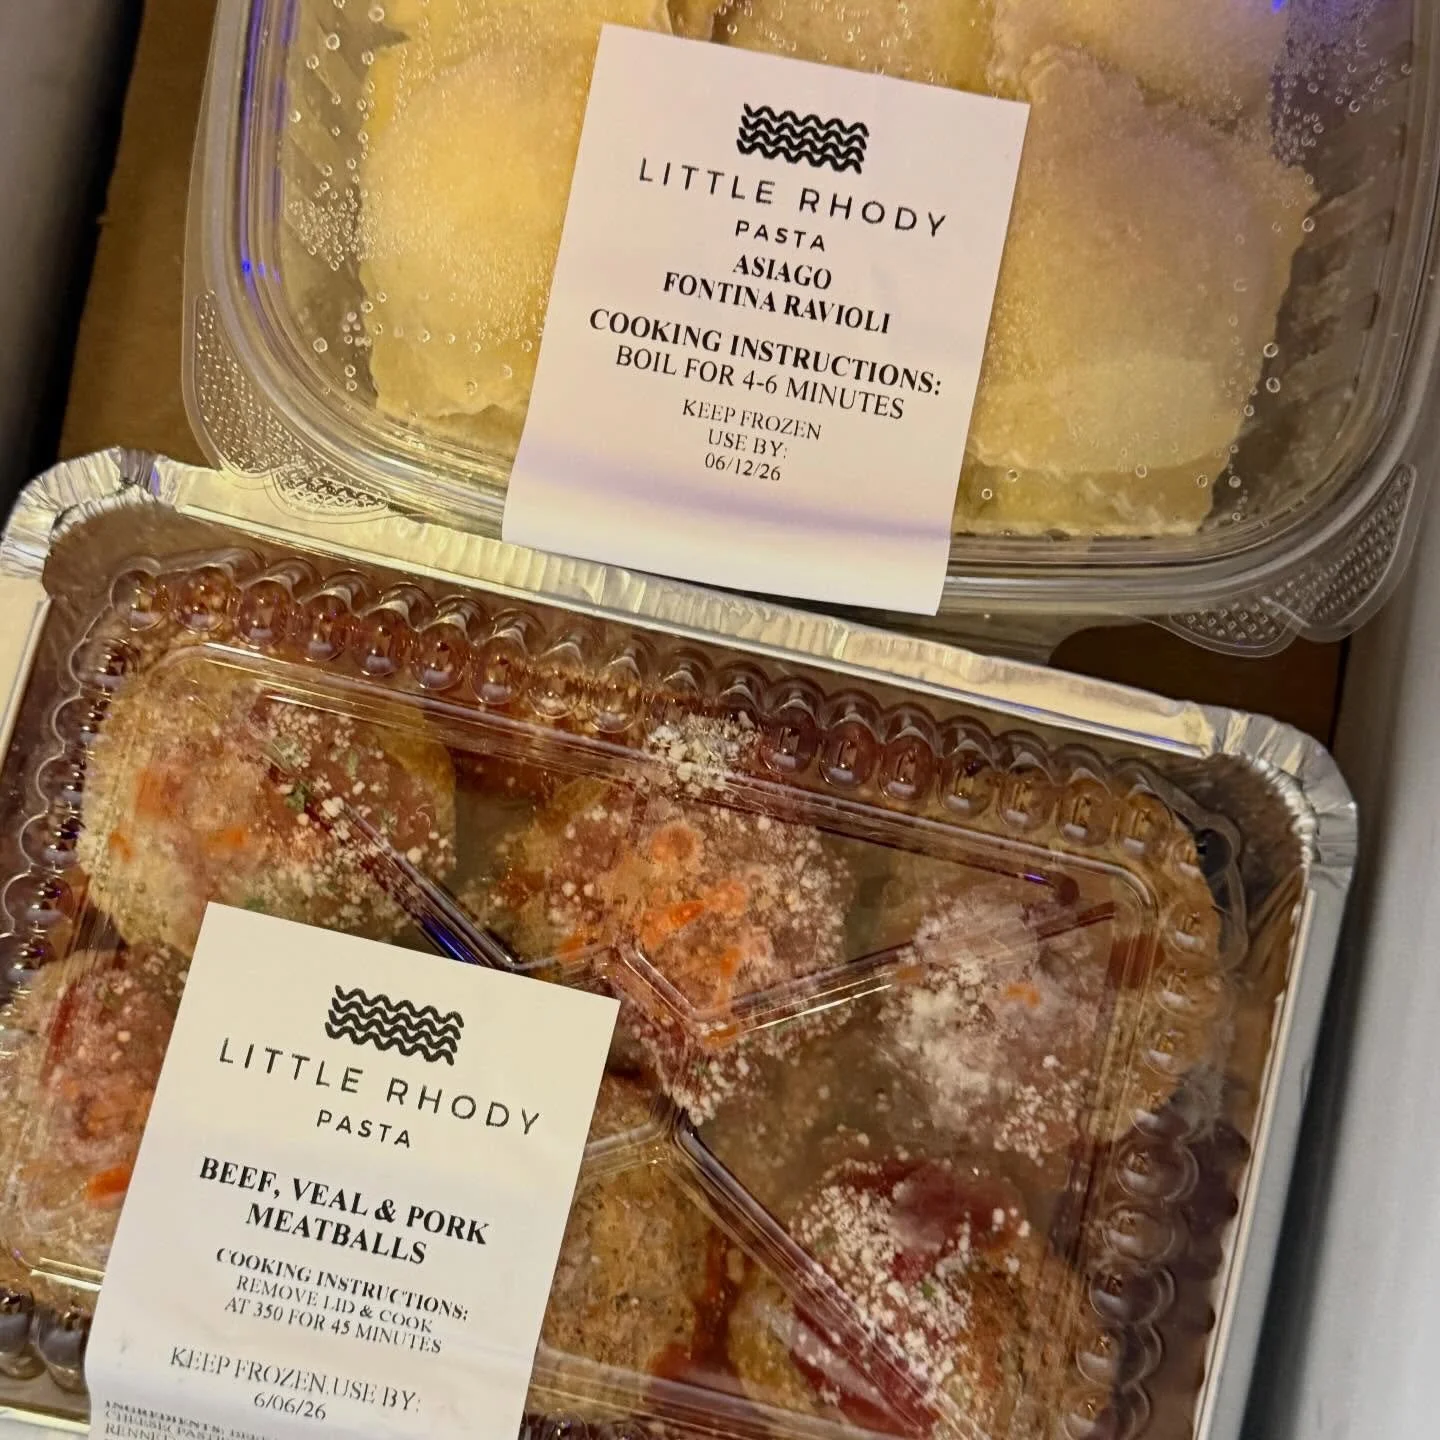 LITTLE RHODY
PASTA
ASIAGO
FONTINA RAVIOLI
COOKING INSTRUCTIONS:
BOIL FOR 4-6 MINUTES
KEEP FROZEN
USE BY:
06/12/26
LITTLE RHODY
PASTA
BEEF, VEAL & PORK
MEATBALLS
COOKING INSTRUCTIONS:
REMOVE LID & COOK
AT 350 FOR 45 MINUTES
KEEP FROZEN.USE BY:
6/06/26
INGREDIENTS: